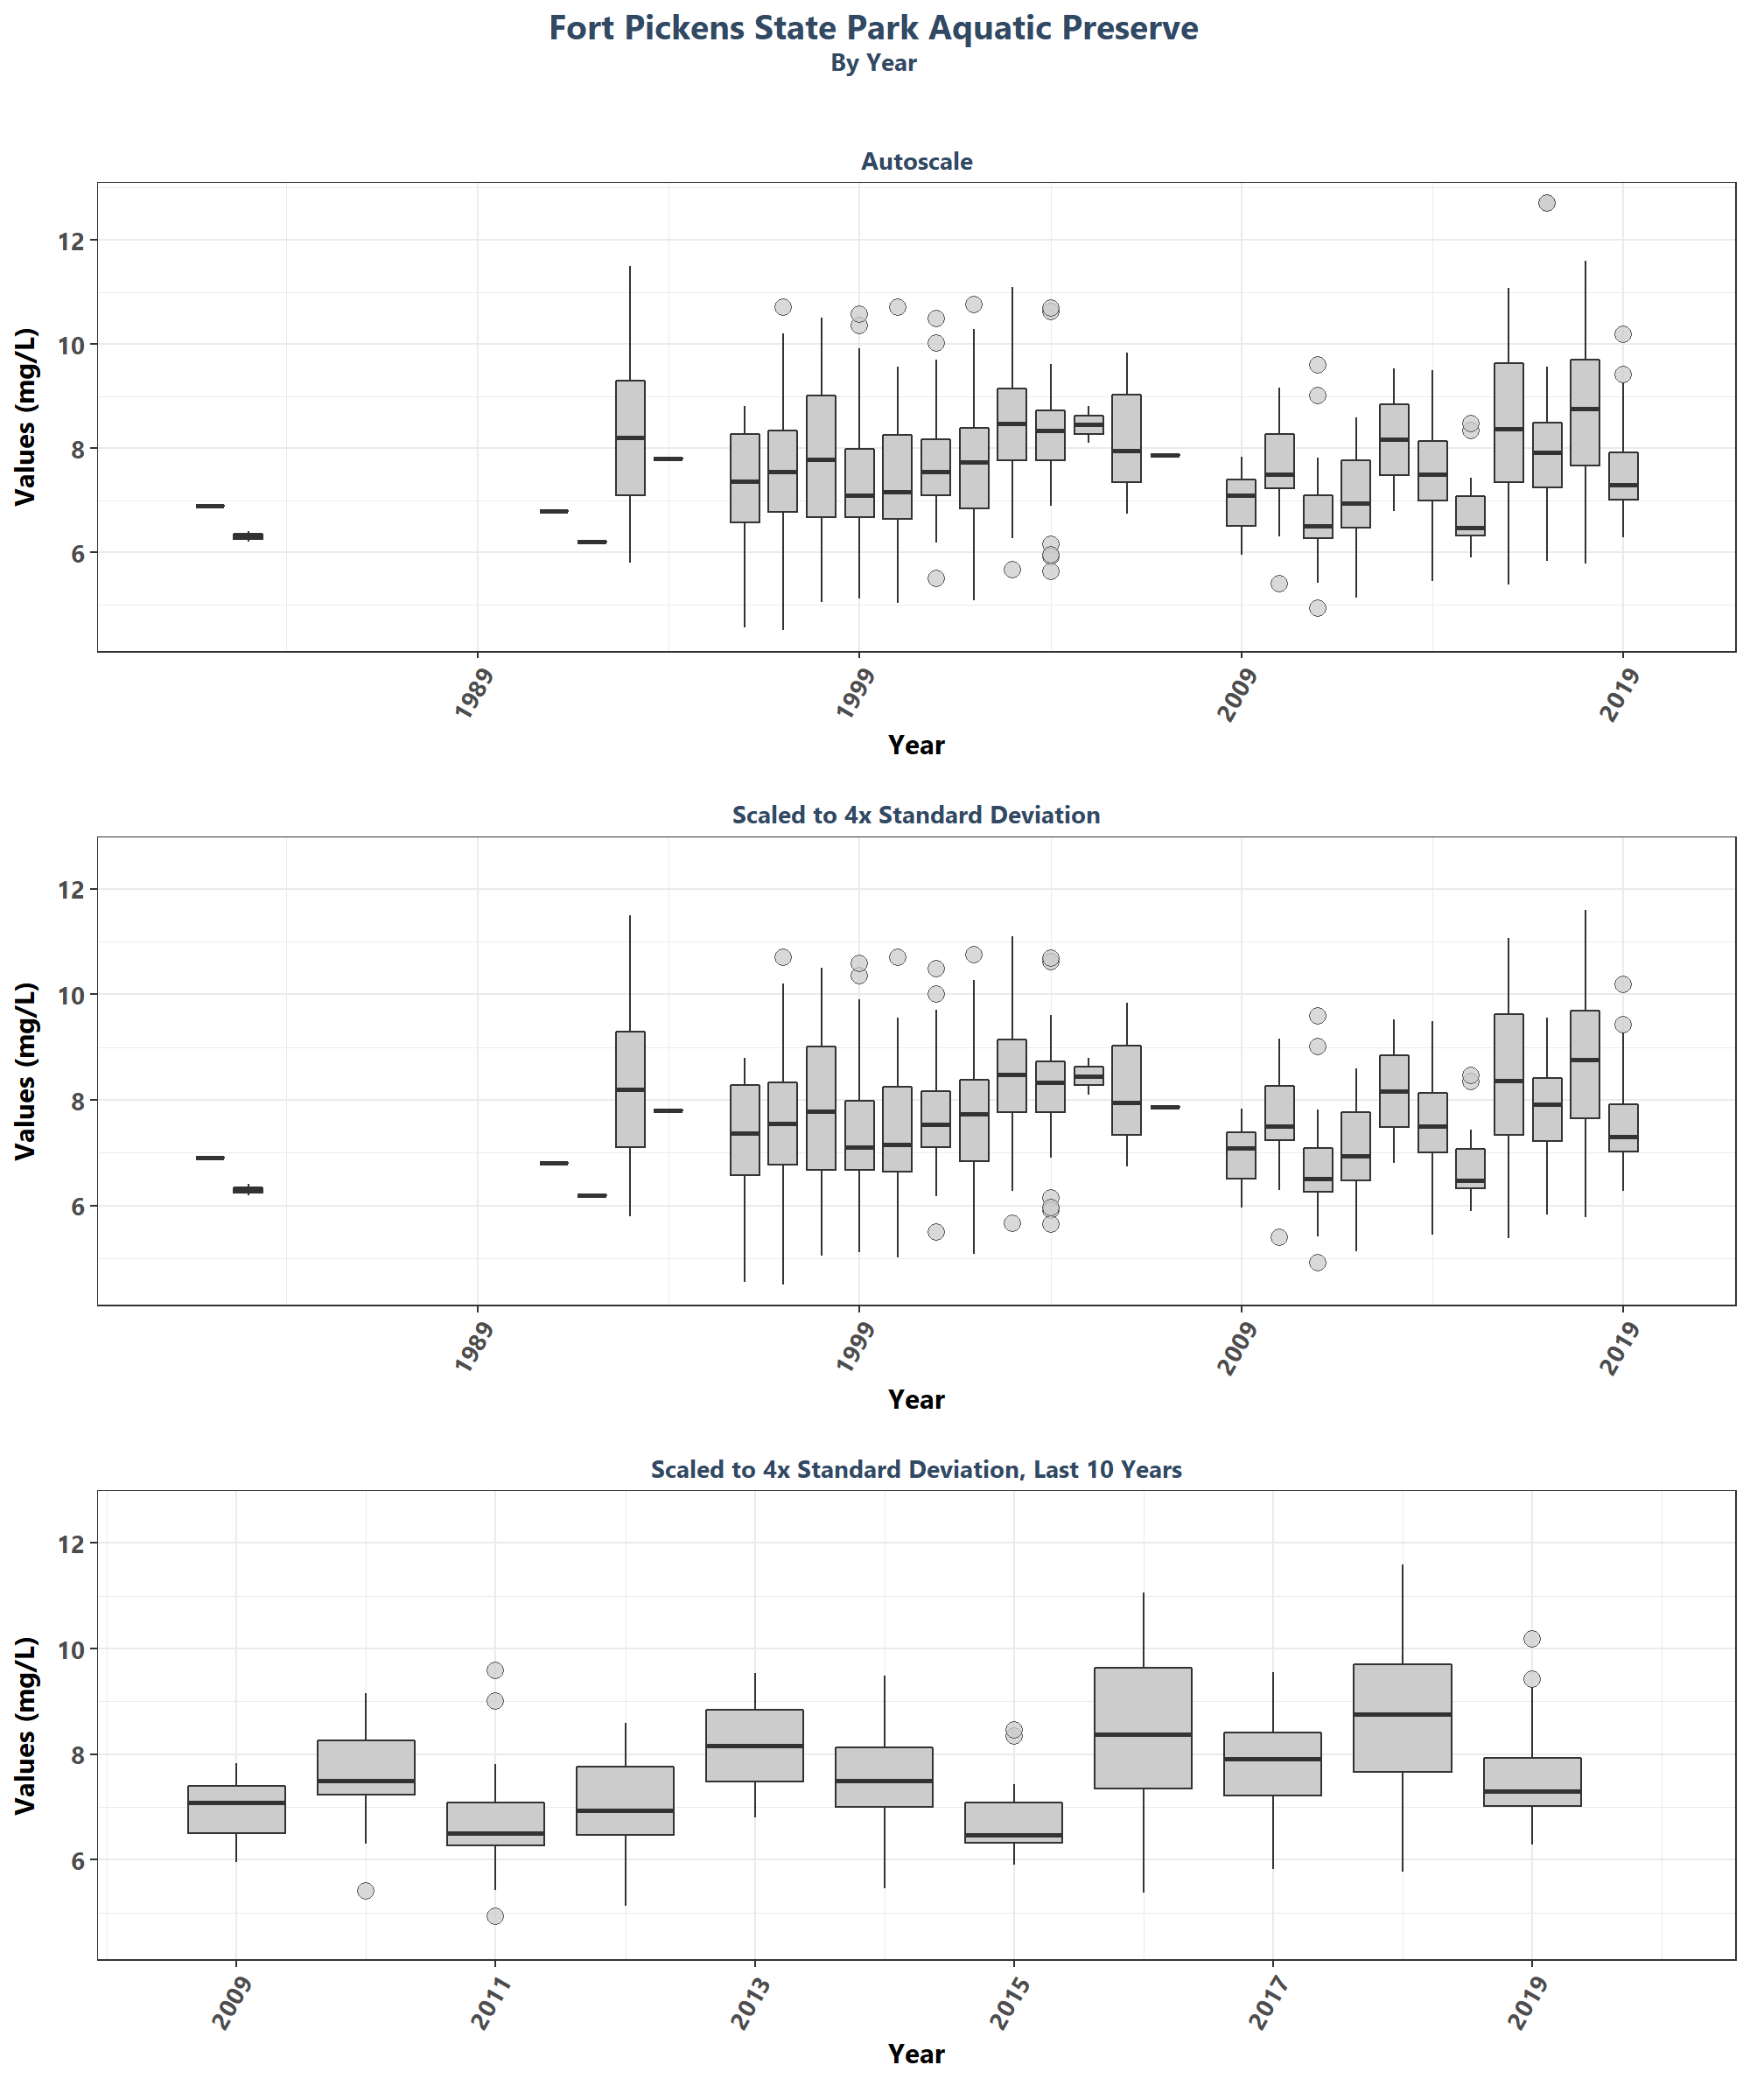 Fort Pickens State Park Aquatic Preserve
By Year
Autoscale
Values (mg/L)
12
10
8
6
1989
1999
2009
2019
Year
Scaled to 4x Standard Deviation
Values (mg/L)
12
10
8
6
1989
1999
2009
2019
Year
Scaled to 4x Standard Deviation, Last 10 Years
Values (mg/L)
12
10
8
6
2009
2011
2013
2015
2017
2019
Year